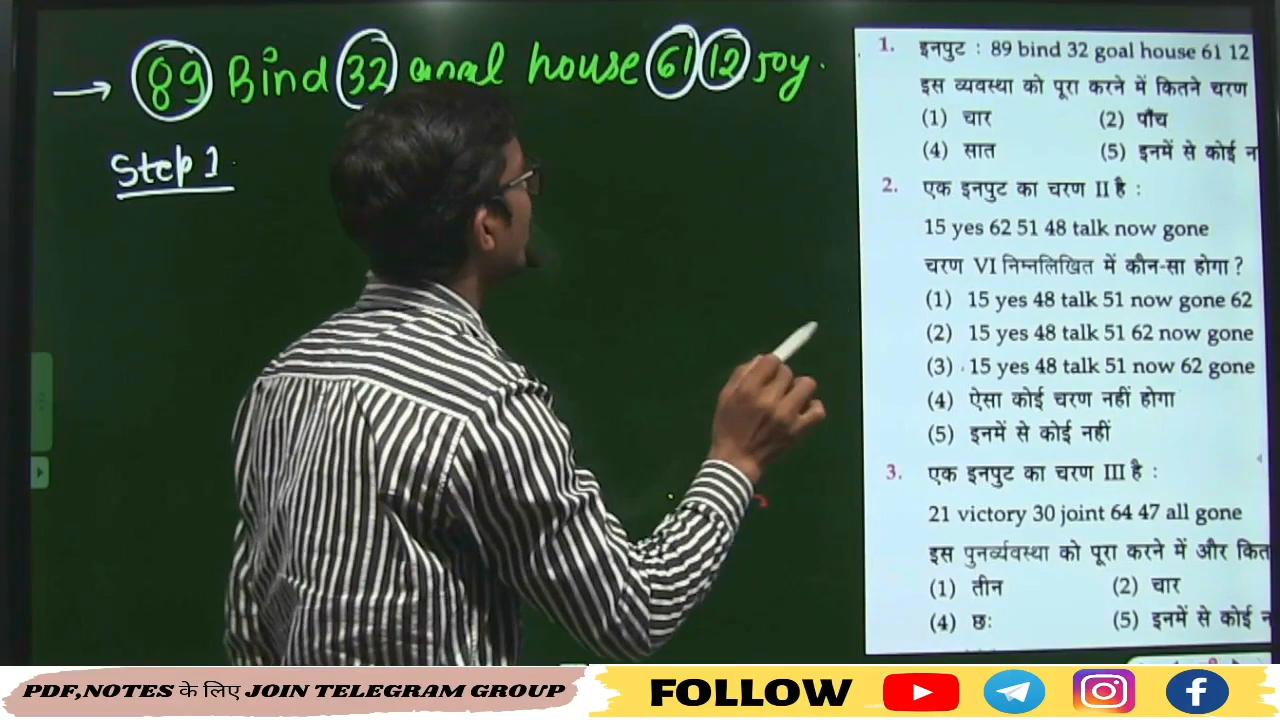 → 89 Bind 32 anal house 61 12 Joy.
Step 1
1. इनपुट : 89 bind 32 goal house 61 12
इस व्यवस्था को पूरा करने में कितने चरण
(1) चार (2) पाँच
(4) सात (5) इनमें से कोई न
2. एक इनपुट का चरण II है :
15 yes 62 51 48 talk now gone
चरण VI निम्नलिखित में कौन-सा होगा ?
(1) 15 yes 48 talk 51 now gone 62
(2) 15 yes 48 talk 51 62 now gone
(3) 15 yes 48 talk 51 now 62 gone
(4) ऐसा कोई चरण नहीं होगा
(5) इनमें से कोई नहीं
3. एक इनपुट का चरण III है :
21 victory 30 joint 64 47 all gone
इस पुनर्व्यवस्था को पूरा करने में और कित
(1) तीन (2) चार
(4) छः (5) इनमें से कोई न
PDF,NOTES के लिए JOIN TELEGRAM GROUP
FOLLOW